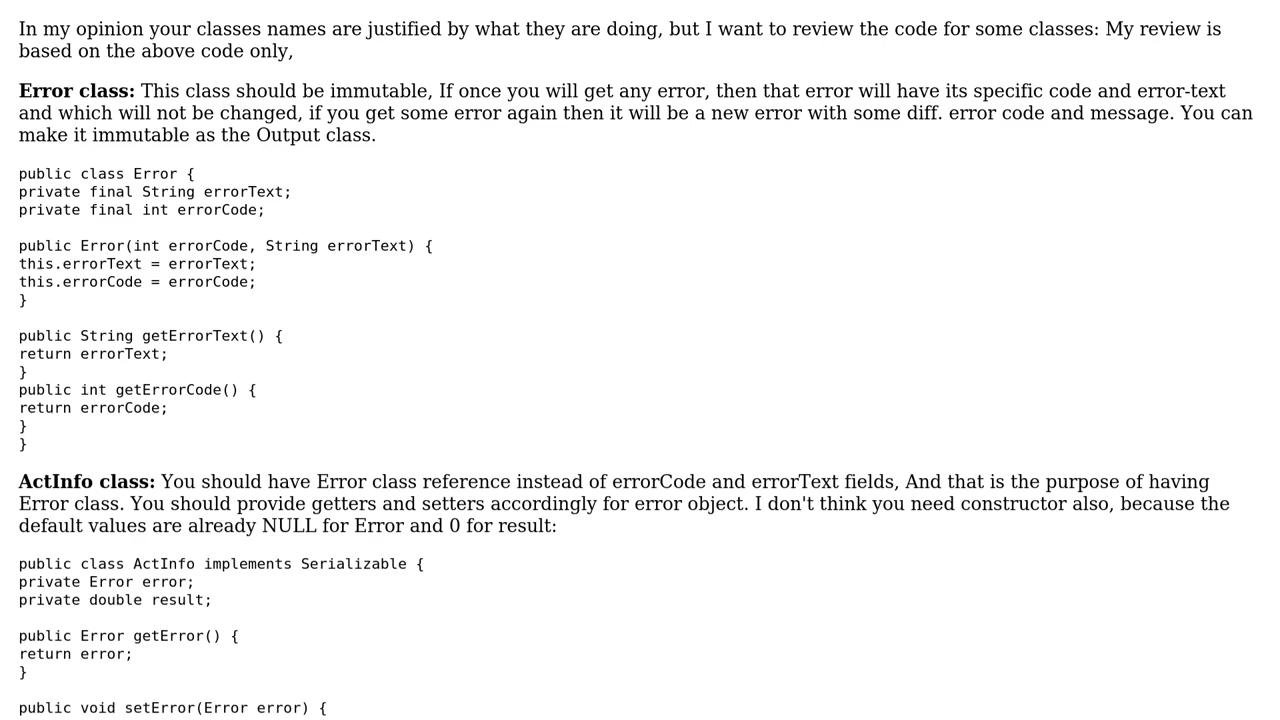 In my opinion your classes names are justified by what they are doing, but I want to review the code for some classes: My review is
based on the above code only,
Error class: This class should be immutable, If once you will get any error, then that error will have its specific code and error-text
and which will not be changed, if you get some error again then it will be a new error with some diff. error code and message. You can
make it immutable as the Output class.
public class Error {
private final String errorText;
private final int errorCode;
public Error(int errorCode, String errorText) {
this.errorText = errorText;
this.errorCode = errorCode;
}
public String getErrorText() {
return errorText;
}
public int getErrorCode() {
return errorCode;
}
}
ActInfo class: You should have Error class reference instead of errorCode and errorText fields, And that is the purpose of having
Error class. You should provide getters and setters accordingly for error object. I don't think you need constructor also, because the
default values are already NULL for Error and 0 for result:
public class ActInfo implements Serializable {
private Error error;
private double result;
public Error getError() {
return error;
}
public void setError(Error error) {